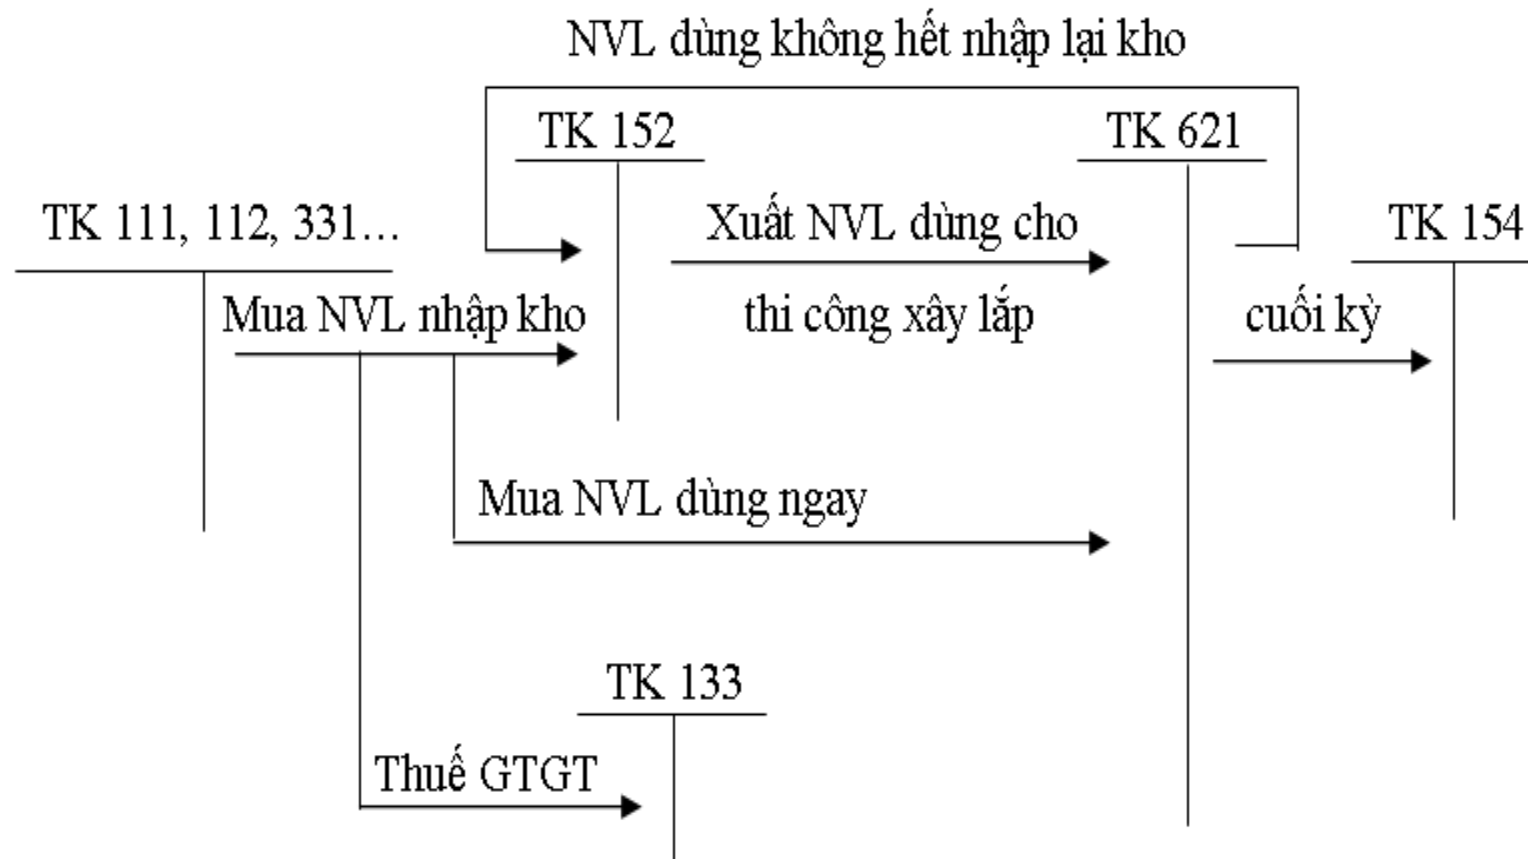 NVL dùng không hết nhập lại kho
TK 152
TK 621
TK 111, 112, 331...
Xuất NVL dùng cho
TK 154
Mua NVL nhập kho
thi công xây lắp
cuối kỳ
Mua NVL dùng ngay
TK 133
Thuế GTGT